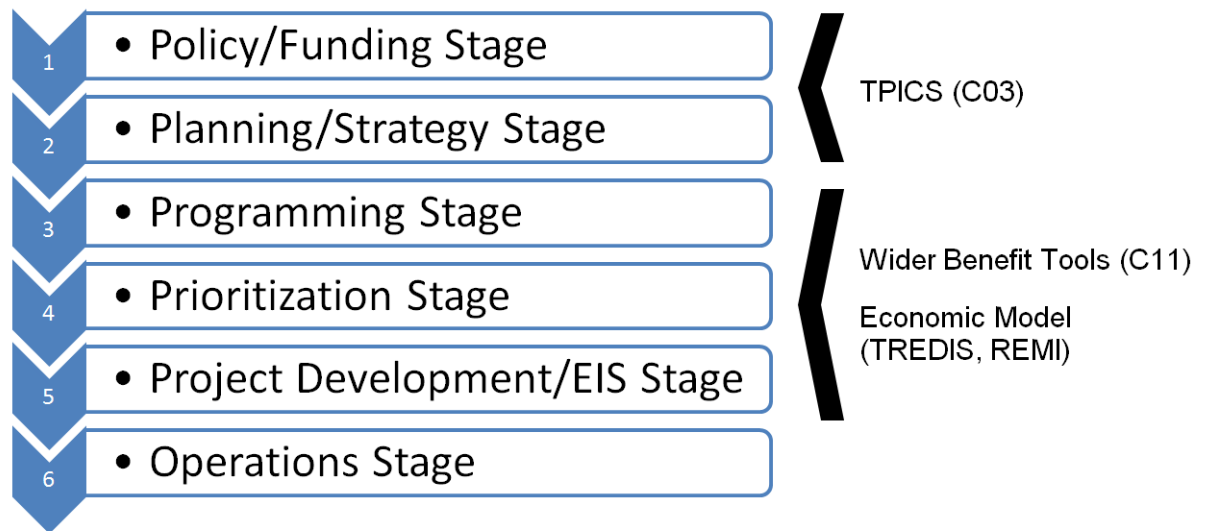 1
• Policy/Funding Stage
2
• Planning/Strategy Stage
3
• Programming Stage
4
• Prioritization Stage
5
• Project Development/EIS Stage
6
• Operations Stage
TPICS (C03)
Wider Benefit Tools (C11)
Economic Model
(TREDIS, REMI)